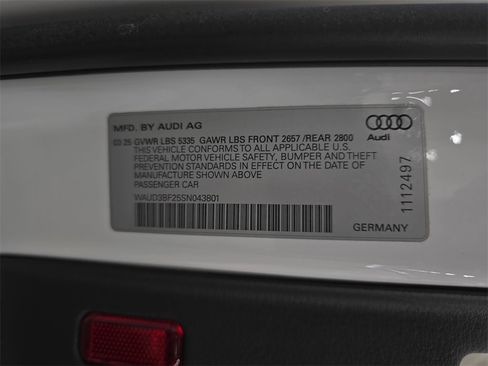 MFD. BY AUDI AG
03 25 GVWR LBS 5335 GAWR LBS FRONT 2657 /REAR 2800
THIS VEHICLE CONFORMS TO ALL APPLICABLE U.S.
FEDERAL MOTOR VEHICLE SAFETY, BUMPER AND THEFT
PREVENTION STANDARDS IN EFFECT ON THE DATE OF
MANUFACTURE SHOWN ABOVE
PASSENGER CAR
WAUD3BF25SN043801
Audi
1112497
GERMANY